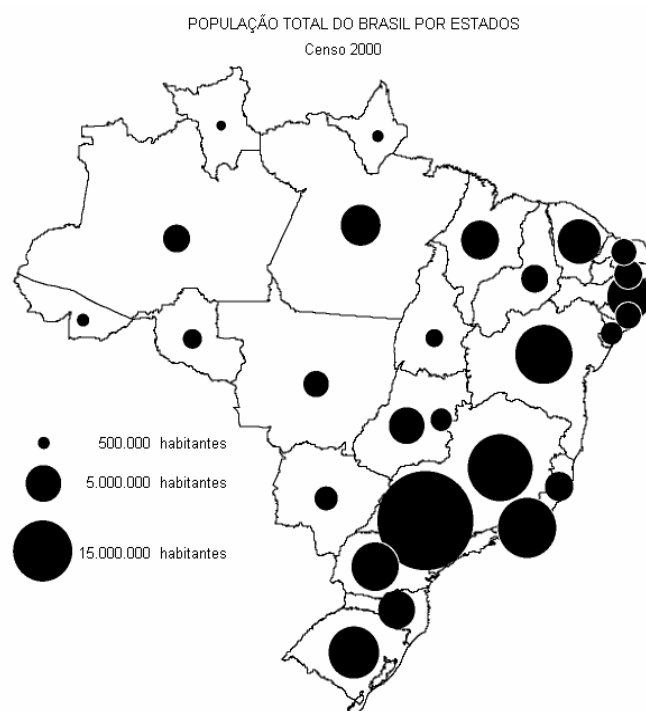 POPULAÇÃO TOTAL DO BRASIL POR ESTADOS
Censo 2000
500.000 habitantes
5.000.000 habitantes
15.000.000 habitantes